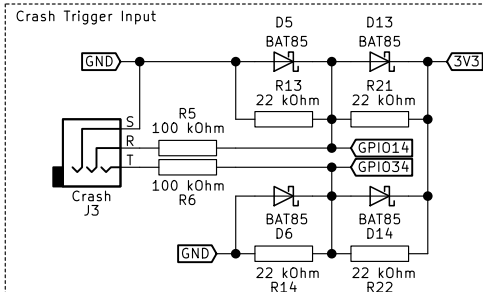 Crash Trigger Input
D5 D13
BAT85 BAT85
GND 3V3
R13 R21
22 kOhm 22 kOhm
R5
100 kOhm
S
R
T
GPIO14
GPIO34
100 kOhm
R6
Crash
J3
BAT85 BAT85
D6 D14
GND
22 kOhm 22 kOhm
R14 R22